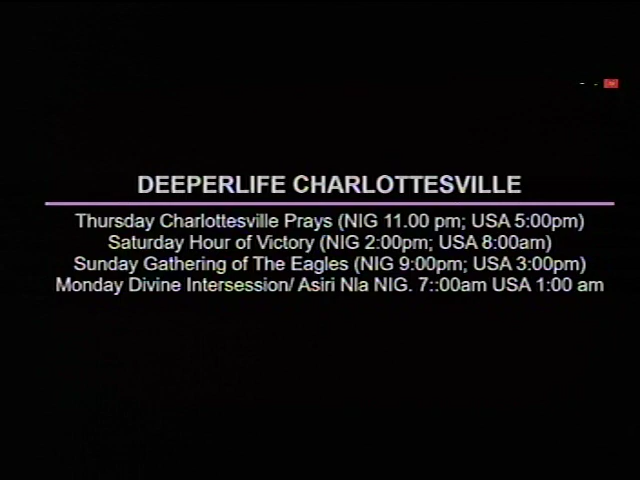 DEEPERLIFE CHARLOTTESVILLE
Thursday Charlottesville Prays (NIG 11.00 pm; USA 5:00pm)
Saturday Hour of Victory (NIG 2:00pm; USA 8:00am)
Sunday Gathering of The Eagles (NIG 9:00pm; USA 3:00pm)
Monday Divine Intersession/ Asiri Nla NIG. 7::00am USA 1:00 am